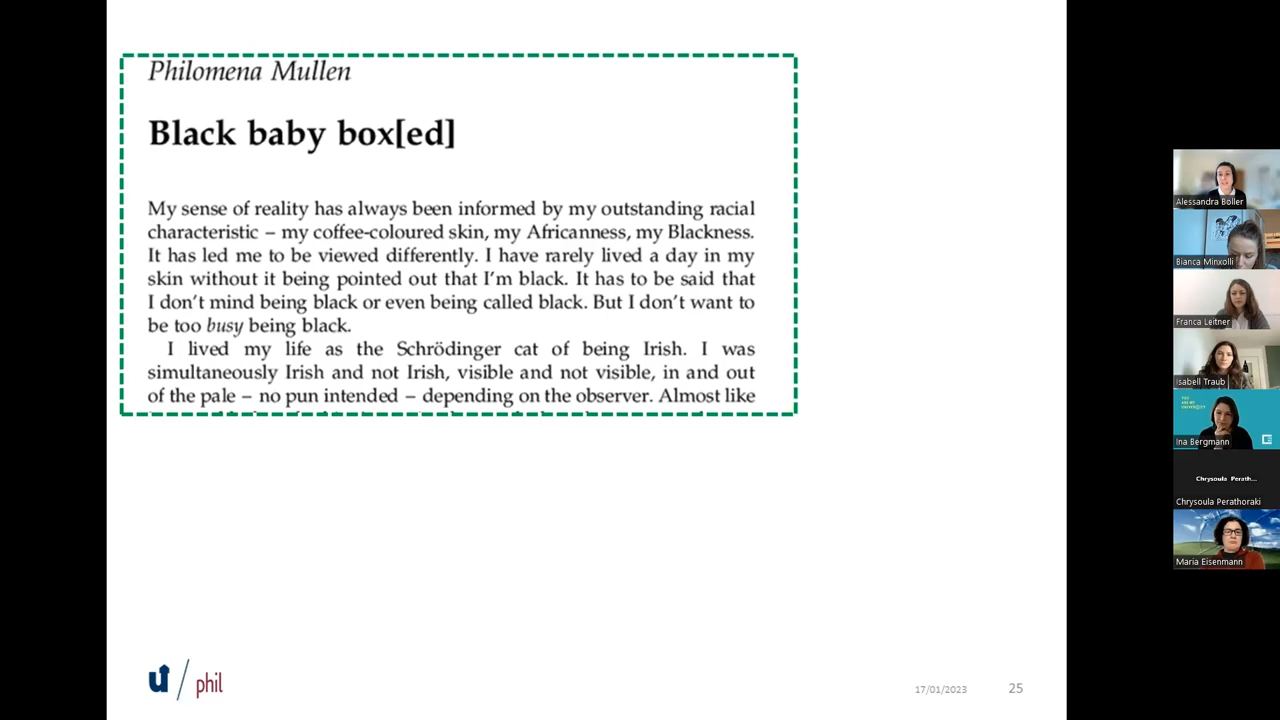 Philomena Mullen
Black baby box[ed]
My sense of reality has always been informed by my outstanding racial
characteristic – my coffee-coloured skin, my Africanness, my Blackness.
It has led me to be viewed differently. I have rarely lived a day in my
skin without it being pointed out that I'm black. It has to be said that
I don't mind being black or even being called black. But I don't want to
be too busy being black.
I lived my life as the Schrödinger cat of being Irish. I was
simultaneously Irish and not Irish, visible and not visible, in and out
of the pale – no pun intended – depending on the observer. Almost like
u / phil
17/01/2023
25
Alessandra Boller
Bianca Minxolli
Franca Leitner
Isabell Traub
Ina Bergmann
Chrysoula Perath...
Chrysoula Perathoraki
Maria Eisenmann